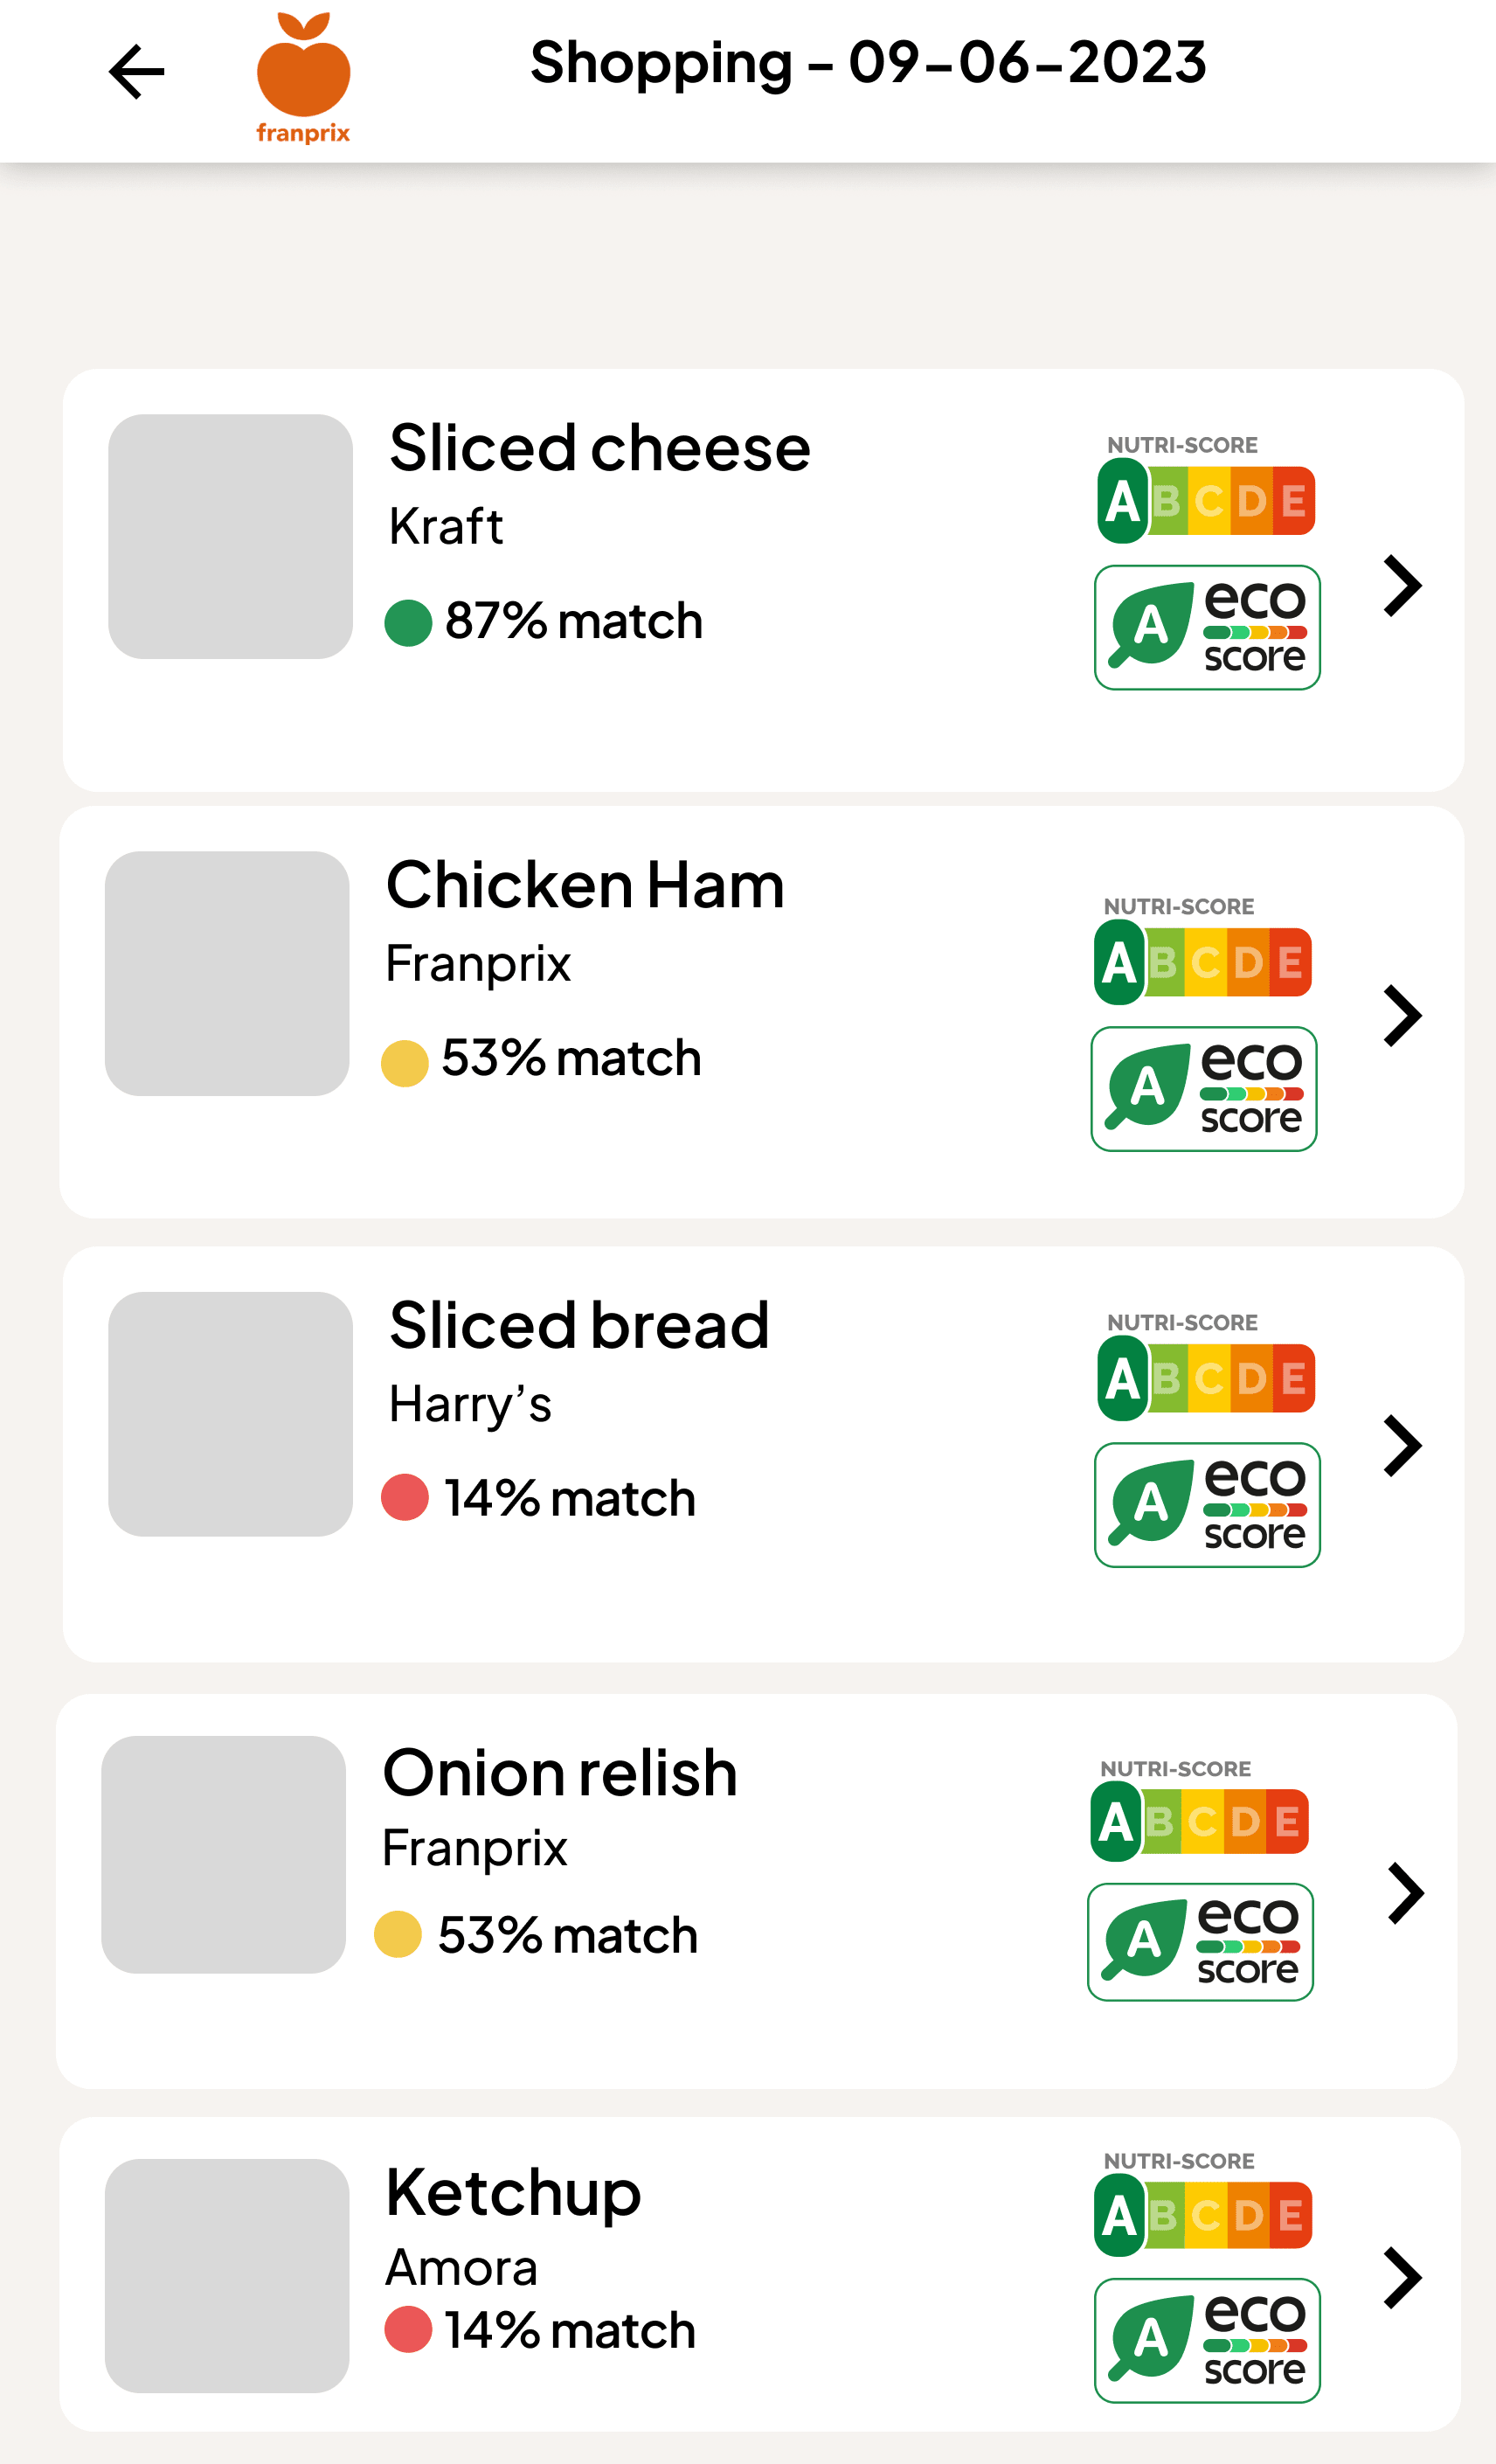 franprix
Shopping - 09-06-2023
Sliced cheese
Kraft
87% match
NUTRI-SCORE
A B C D E
A eco
score
Chicken Ham
Franprix
53% match
NUTRI-SCORE
A B C D E
A eco
score
Sliced bread
Harry’s
14% match
NUTRI-SCORE
A B C D E
A eco
score
Onion relish
Franprix
53% match
NUTRI-SCORE
A B C D E
A eco
score
Ketchup
Amora
14% match
NUTRI-SCORE
A B C D E
A eco
score